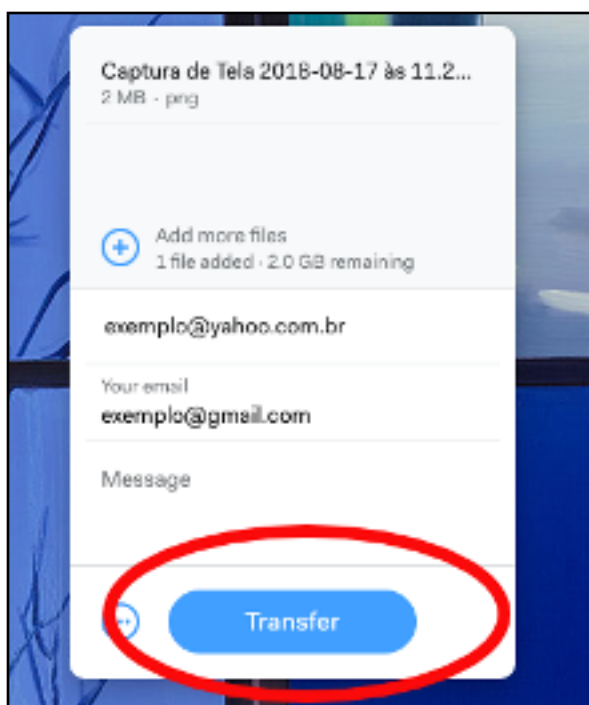 Captura de Tela 2018-08-17 às 11.2...
2 MB · png
Add more files
1 file added · 2.0 GB remaining
exemplo@yahoo.com.br
Your email
exemplo@gmail.com
Message
Transfer